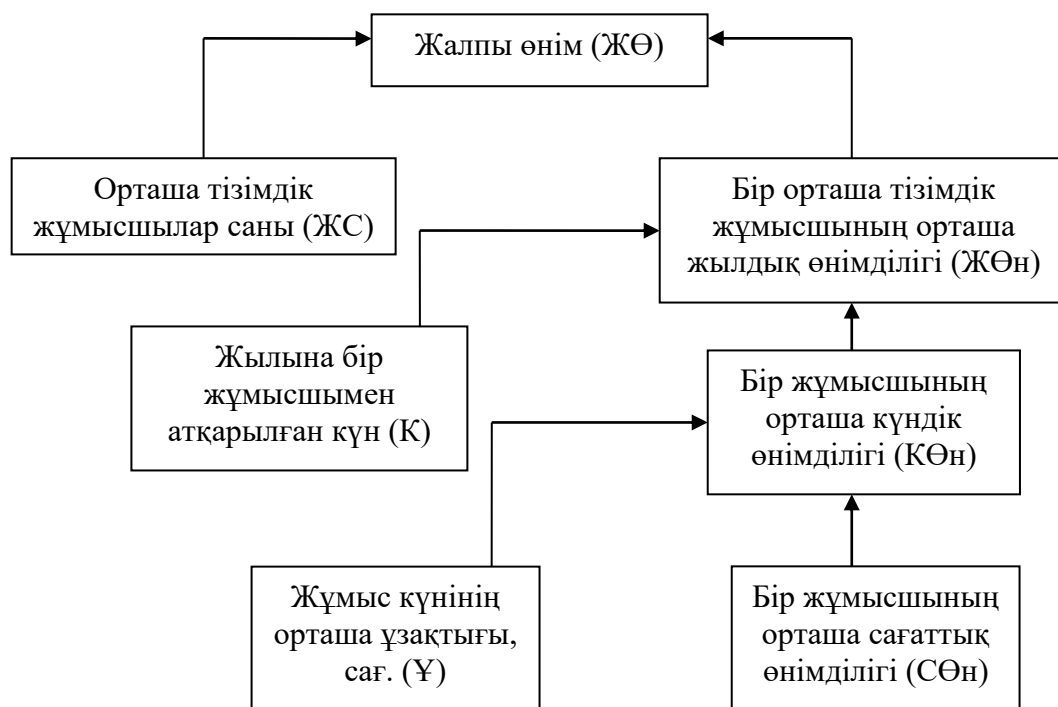 Жалпы өнім (ЖӨ)
Орташа тізімдік
жұмысшылар саны (ЖС)
Бір орташа тізімдік
жұмысшының орташа
жылдық өнімділігі (ЖӨн)
Жылына бір
жұмысшымен
атқарылған күн (К)
Бір жұмысшының
орташа күндік
өнімділігі (КӨн)
Жұмыс күнінің
орташа ұзақтығы,
сағ. (Ұ)
Бір жұмысшының
орташа сағаттық
өнімділігі (СӨн)